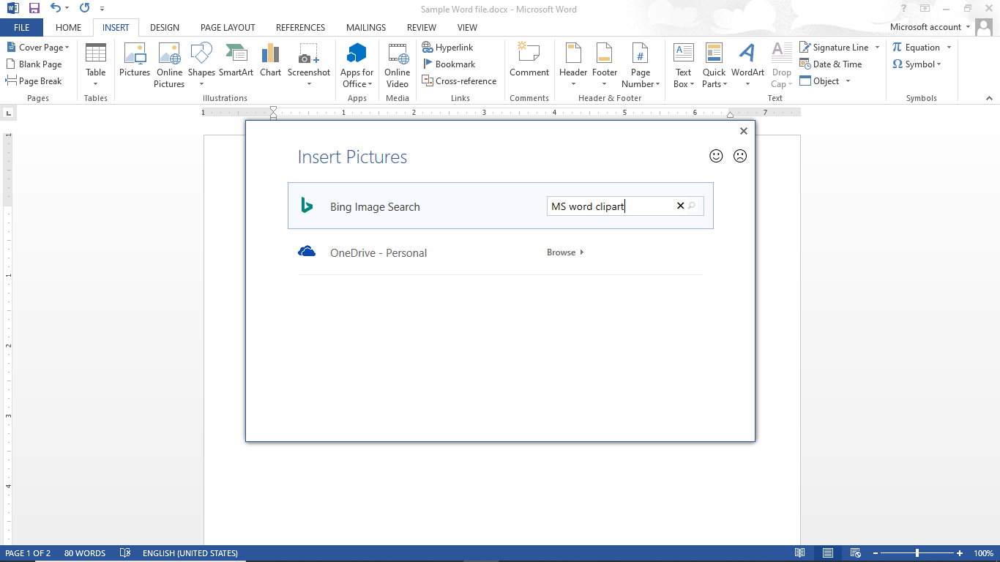 Sample Word file.docx - Microsoft Word
FILE HOME INSERT DESIGN PAGE LAYOUT REFERENCES MAILINGS REVIEW VIEW Microsoft account
Cover Page
Blank Page
Page Break
Pages
Table
Tables
Pictures
Online
Pictures
Shapes
SmartArt
Chart
Screenshot
Illustrations
Apps for
Office
Apps
Online
Video
Media
Hyperlink
Bookmark
Cross-reference
Links
Comment
Comments
Header
Footer
Page
Number
Header & Footer
Text
Box
Quick
Parts
WordArt
Drop
Cap
Signature Line
Date & Time
Object
Text
Equation
Symbol
Symbols
1 1 2 3 4 5 6 7
1
1
2
3
4
Insert Pictures
Bing Image Search
MS word clipart
OneDrive - Personal
Browse
PAGE 1 OF 2 80 WORDS ENGLISH (UNITED STATES) 100%